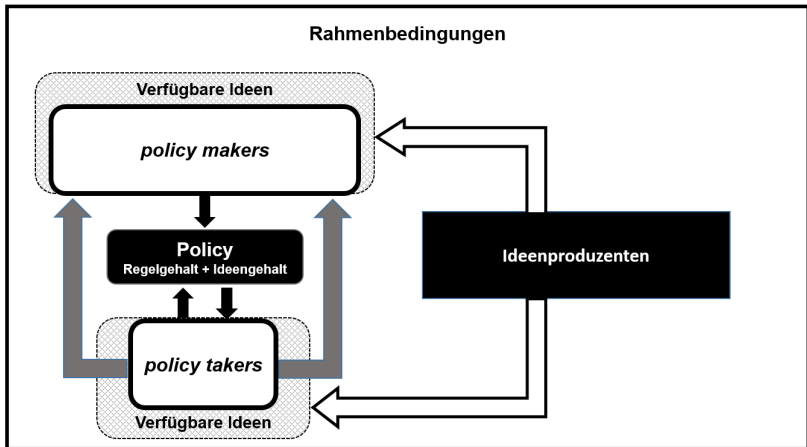 Rahmenbedingungen
Verfügbare Ideen
policy makers
Policy
Regelgehalt + Ideengehalt
Ideenproduzenten
policy takers
Verfügbare Ideen